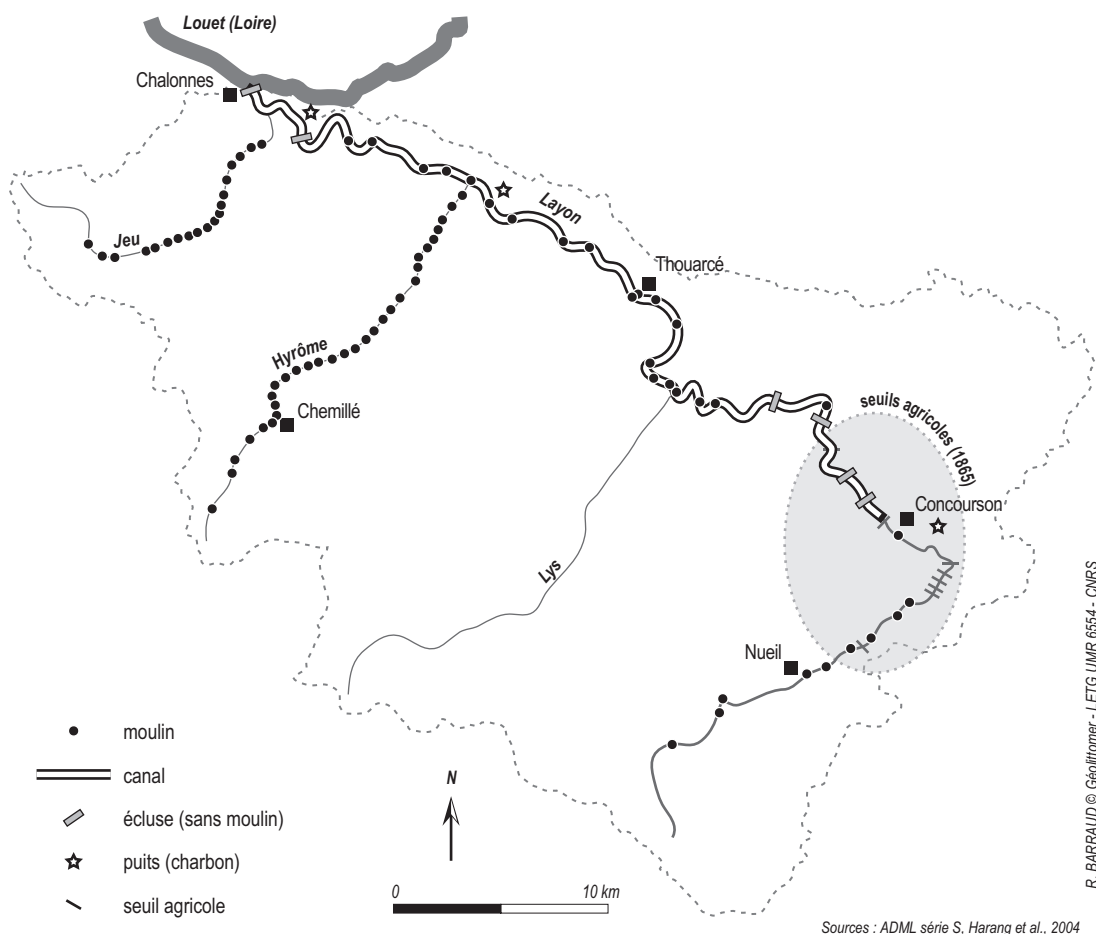 Louet (Loire)
Chalonnes
Layon
Jeu
Thouarcé
Hyrôme
Chemillé
seuils agricoles (1865)
Concourson
Lys
Nueil
moulin
canal
écluse (sans moulin)
puits (charbon)
seuil agricole
N
0 10 km
R. BARRAUD © Géolittomer - LETG UMR 6554 - CNRS
Sources : ADML série S, Harang et al., 2004